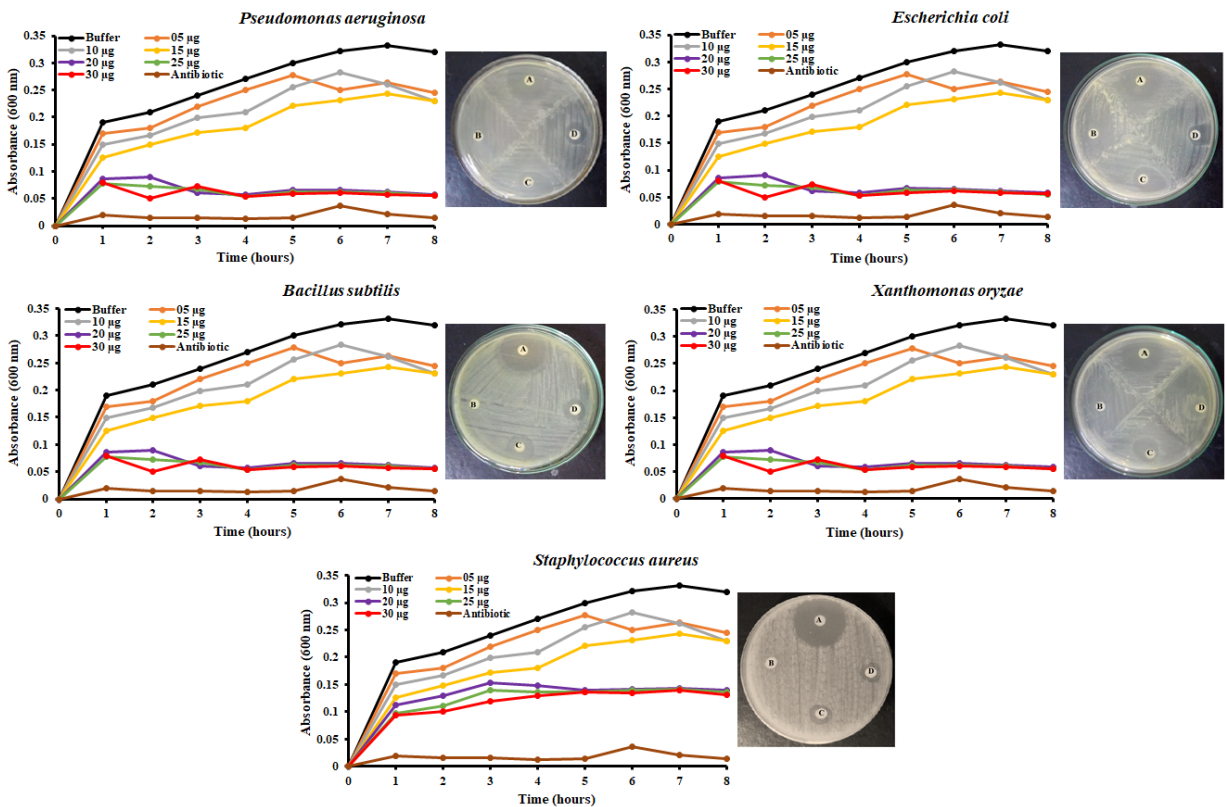 Pseudomonas aeruginosa
Absorbance (600 nm)
0.35
0.3
0.25
0.2
0.15
0.1
0.05
0
Buffer 05 µg
10 µg 15 µg
20 µg 25 µg
30 µg Antibiotic
0 1 2 3 4 5 6 7 8
Time (hours)
A
B D
C
Escherichia coli
Absorbance (600 nm)
0.35
0.3
0.25
0.2
0.15
0.1
0.05
0
Buffer 05 µg
10 µg 15 µg
20 µg 25 µg
30 µg Antibiotic
0 1 2 3 4 5 6 7 8
Time (hours)
A
B D
C
Bacillus subtilis
Absorbance (600 nm)
0.35
0.3
0.25
0.2
0.15
0.1
0.05
0
Buffer 05 µg
10 µg 15 µg
20 µg 25 µg
30 µg Antibiotic
0 1 2 3 4 5 6 7 8
Time (hours)
A
B D
C
Xanthomonas oryzae
Absorbance (600 nm)
0.35
0.3
0.25
0.2
0.15
0.1
0.05
0
Buffer 05 µg
10 µg 15 µg
20 µg 25 µg
30 µg Antibiotic
0 1 2 3 4 5 6 7 8
Time (hours)
A
B D
C
Staphylococcus aureus
Absorbance (600 nm)
0.35
0.3
0.25
0.2
0.15
0.1
0.05
0
Buffer 05 µg
10 µg 15 µg
20 µg 25 µg
30 µg Antibiotic
0 1 2 3 4 5 6 7 8
Time (hours)
A
B D
C